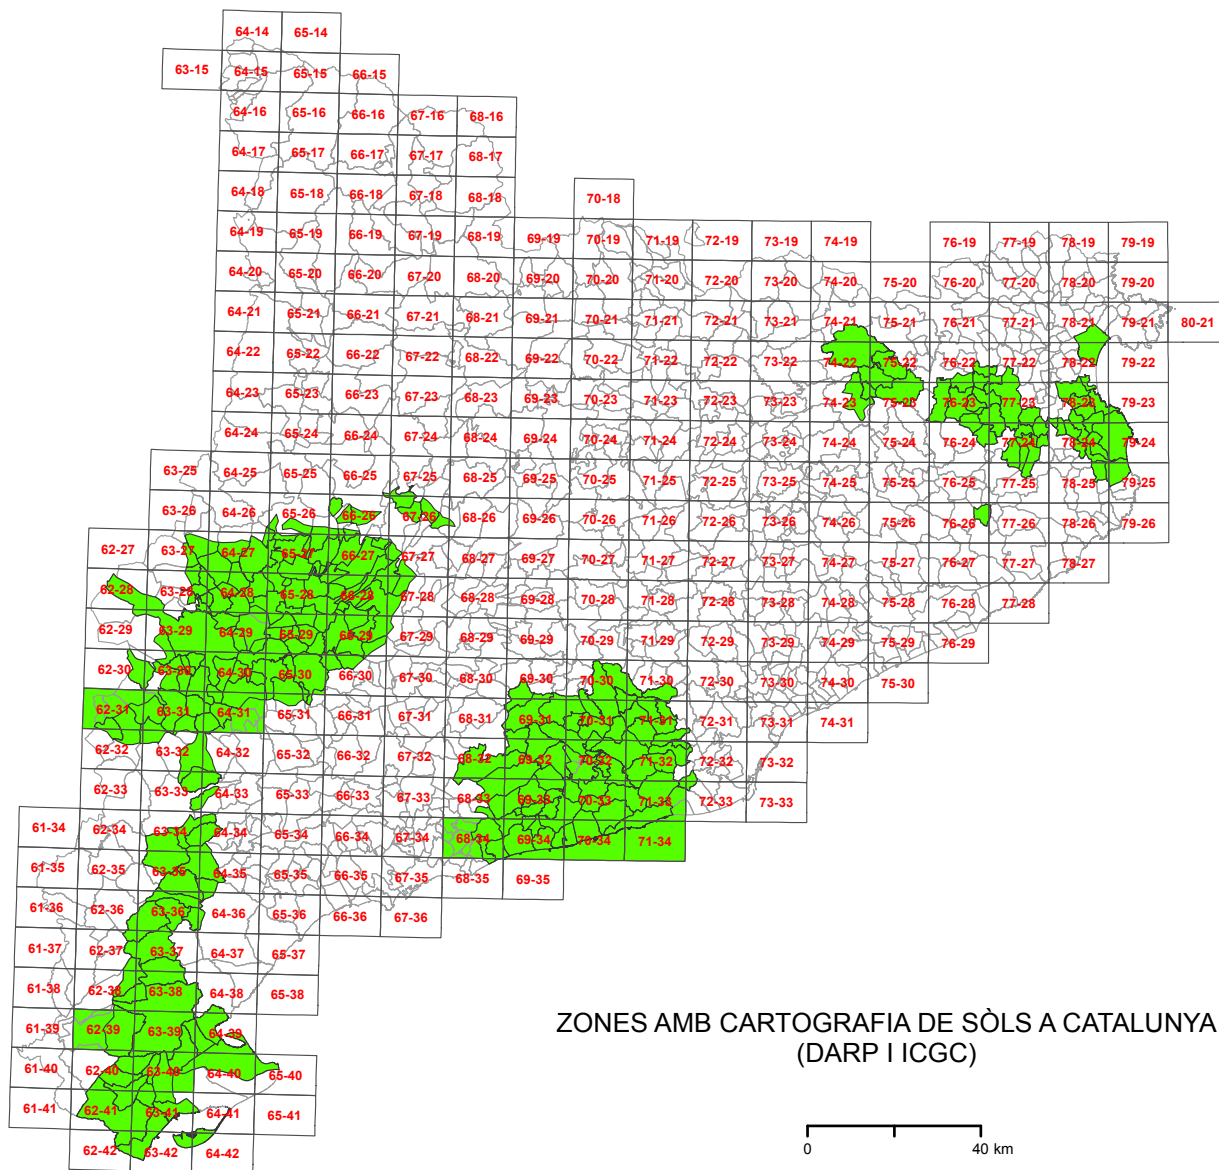 64-14 65-14
63-15 64-15 65-15 66-15
64-16 65-16 66-16 67-16 68-16
64-17 65-17 66-17 67-17 68-17
64-18 65-18 66-18 67-18 68-18 70-18
64-19 65-19 66-19 67-19 68-19 69-19 70-19 71-19 72-19 73-19 74-19 76-19 77-19 78-19 79-19
64-20 65-20 66-20 67-20 68-20 69-20 70-20 71-20 72-20 73-20 74-20 75-20 76-20 77-20 78-20 79-20
64-21 65-21 66-21 67-21 68-21 69-21 70-21 71-21 72-21 73-21 74-21 75-21 76-21 77-21 78-21 79-21 80-21
64-22 65-22 66-22 67-22 68-22 69-22 70-22 71-22 72-22 73-22 74-22 75-22 76-22 77-22 78-22 79-22
64-23 65-23 66-23 67-23 68-23 69-23 70-23 71-23 72-23 73-23 74-23 75-23 76-23 77-23 78-23 79-23
64-24 65-24 66-24 67-24 68-24 69-24 70-24 71-24 72-24 73-24 74-24 75-24 76-24 77-24 78-24 79-24
63-25 64-25 65-25 66-25 67-25 68-25 69-25 70-25 71-25 72-25 73-25 74-25 75-25 76-25 77-25 78-25 79-25
63-26 64-26 65-26 66-26 67-26 68-26 69-26 70-26 71-26 72-26 73-26 74-26 75-26 76-26 77-26 78-26 79-26
62-27 63-27 64-27 65-27 66-27 67-27 68-27 69-27 70-27 71-27 72-27 73-27 74-27 75-27 76-27 77-27 78-27
62-28 63-28 64-28 65-28 66-28 67-28 68-28 69-28 70-28 71-28 72-28 73-28 74-28 75-28 76-28 77-28
62-29 63-29 64-29 65-29 66-29 67-29 68-29 69-29 70-29 71-29 72-29 73-29 74-29 75-29 76-29
62-30 63-30 64-30 65-30 66-30 67-30 68-30 69-30 70-30 71-30 72-30 73-30 74-30 75-30
62-31 63-31 64-31 65-31 66-31 67-31 68-31 69-31 70-31 71-31 72-31 73-31 74-31
62-32 63-32 64-32 65-32 66-32 67-32 68-32 69-32 70-32 71-32 72-32 73-32
62-33 63-33 64-33 65-33 66-33 67-33 68-33 69-33 70-33 71-33 72-33 73-33
61-34 62-34 63-34 64-34 65-34 66-34 67-34 68-34 69-34 70-34 71-34
61-35 62-35 63-35 64-35 65-35 66-35 67-35 68-35 69-35
61-36 62-36 63-36 64-36 65-36 66-36 67-36
61-37 62-37 63-37 64-37 65-37
61-38 62-38 63-38 64-38 65-38
61-39 62-39 63-39 64-39
61-40 62-40 63-40 64-40 65-40
61-41 62-41 63-41 64-41 65-41
62-42 63-42 64-42
ZONES AMB CARTOGRAFIA DE SÒLS A CATALUNYA
(DARP I ICGC)
0 40 km